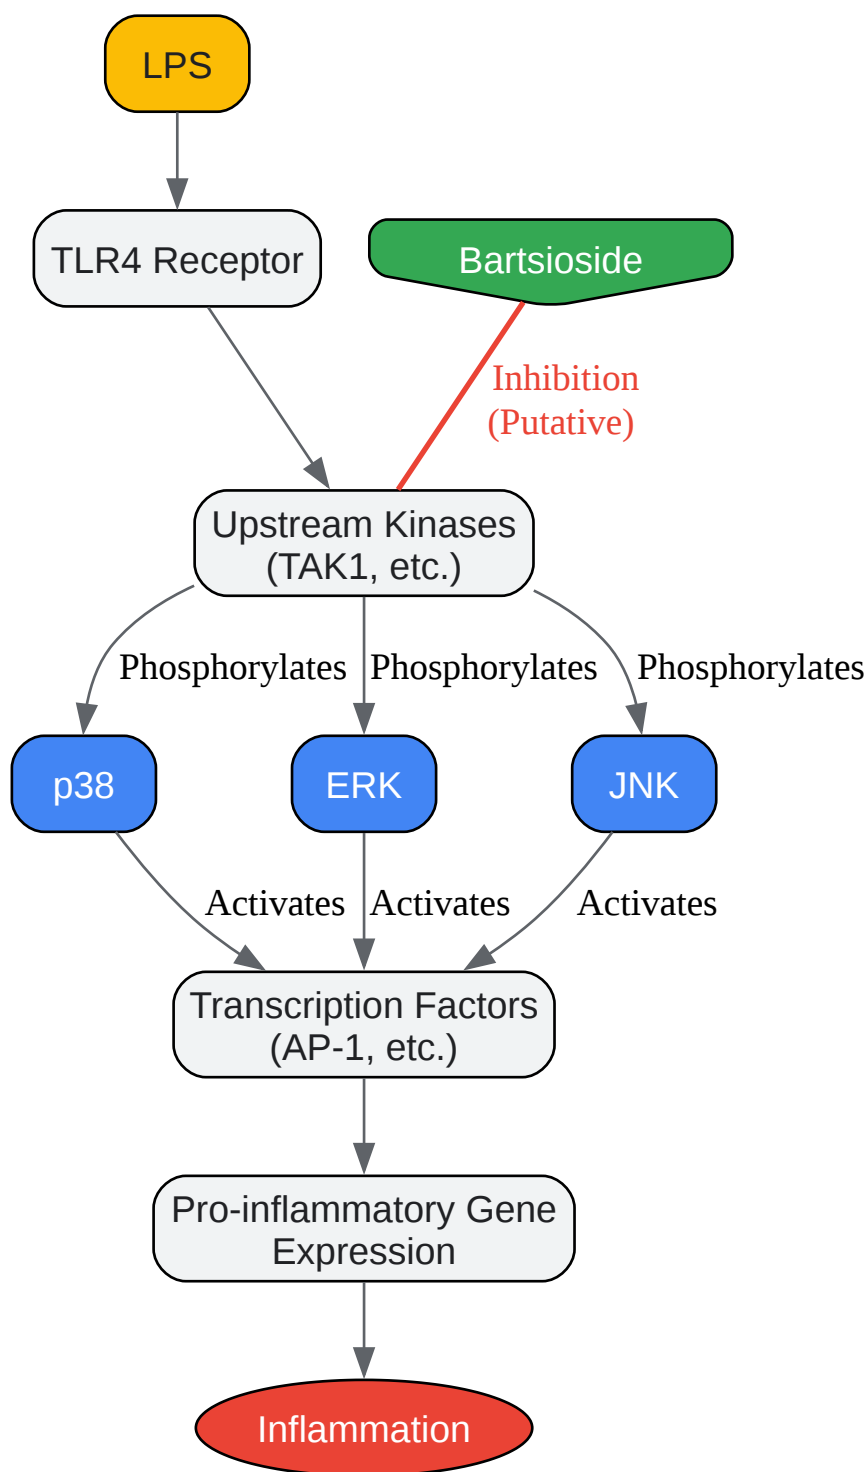 LPS
TLR4 Receptor
Bartsioside
Inhibition
(Putative)
Upstream Kinases
(TAK1, etc.)
Phosphorylates
Phosphorylates
Phosphorylates
p38
ERK
JNK
Activates
Activates
Activates
Transcription Factors
(AP-1, etc.)
Pro-inflammatory Gene
Expression
Inflammation